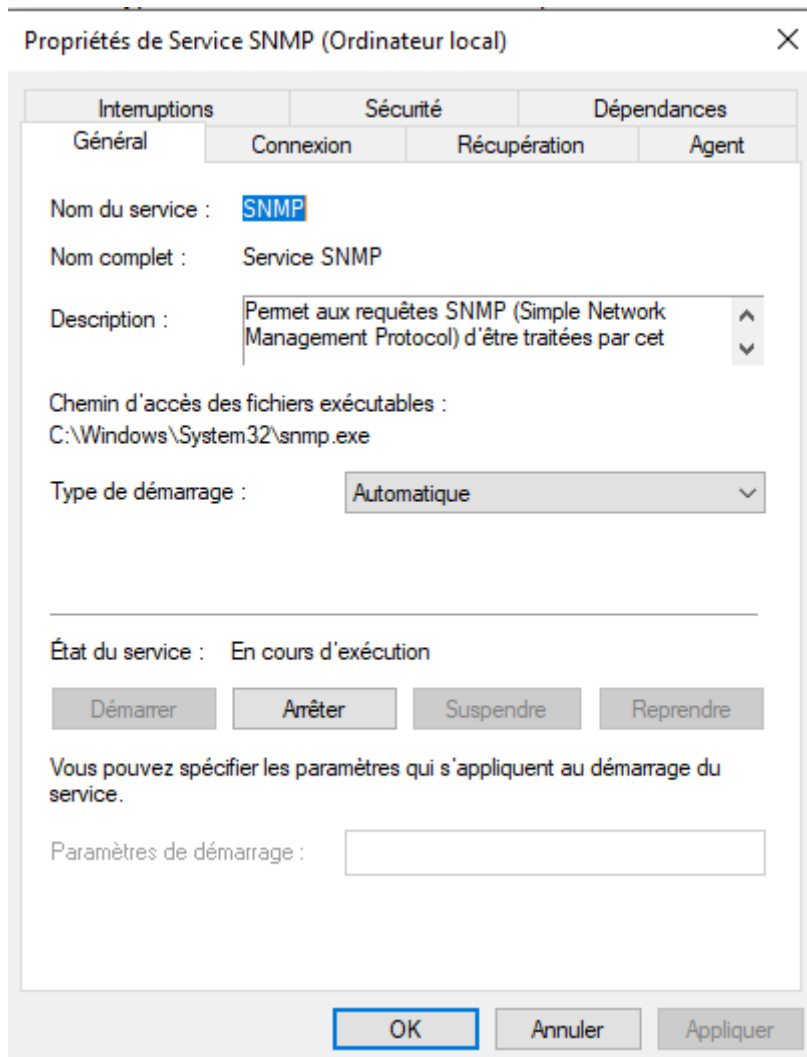 Propriétés de Service SNMP (Ordinateur local)
Interruptions Sécurité Dépendances
Général Connexion Récupération Agent
Nom du service : SNMP
Nom complet : Service SNMP
Description : Permet aux requêtes SNMP (Simple Network
Management Protocol) d'être traitées par cet
Chemin d'accès des fichiers exécutables :
C:\Windows\System32\snmp.exe
Type de démarrage : Automatique
État du service : En cours d'exécution
Démarrer Arrêter Suspendre Reprendre
Vous pouvez spécifier les paramètres qui s'appliquent au démarrage du
service.
Paramètres de démarrage :
OK Annuler Appliquer